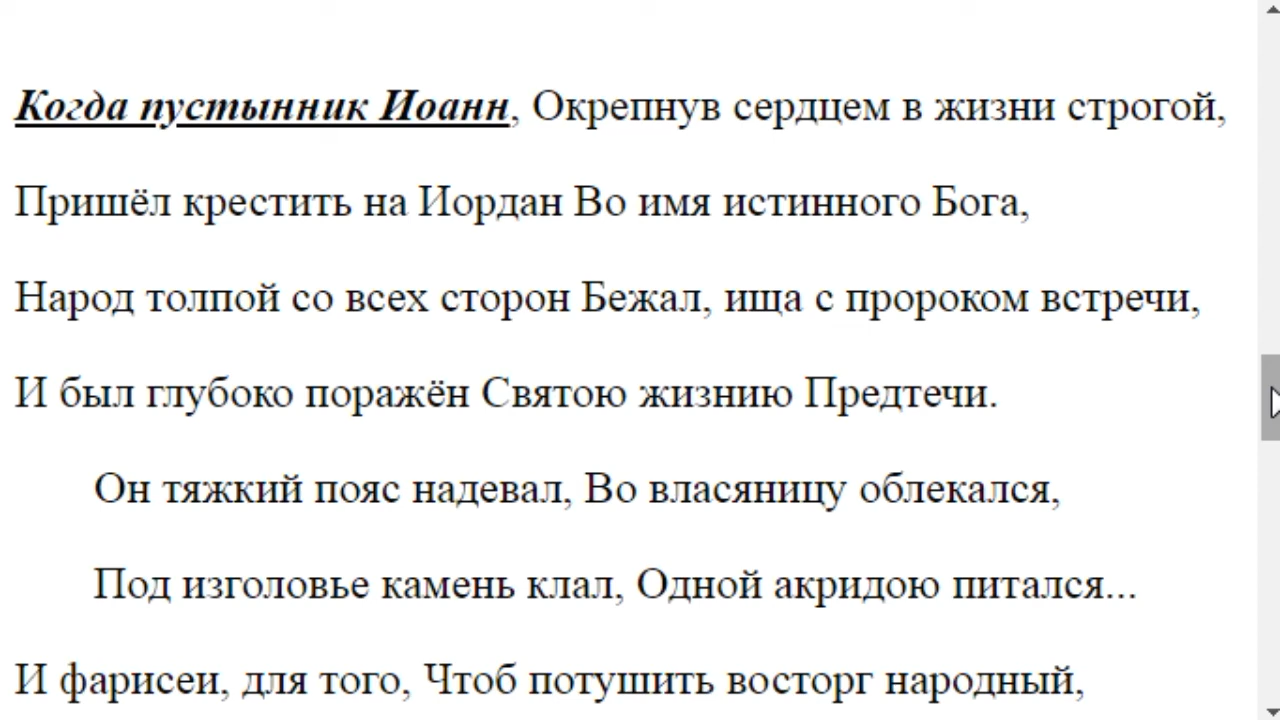 Когда пустынник Иоанн, Окрепнув сердцем в жизни строгой,
Пришёл крестить на Иордан Во имя истинного Бога,
Народ толпой со всех сторон Бежал, ища с пророком встречи,
И был глубоко поражён Святою жизнию Предтечи.
Он тяжкий пояс надевал, Во власяницу облекался,
Под изголовье камень клал, Одной акридою питался...
И фарисеи, для того, Чтоб потушить восторг народный,